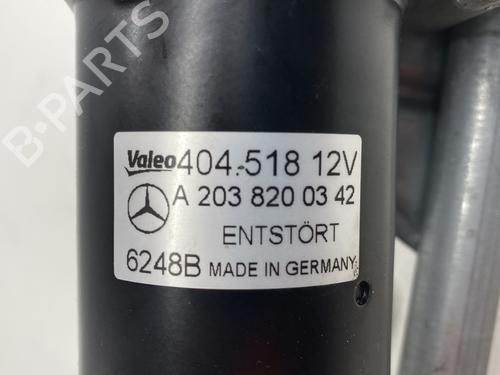 B-PARTS
Valeo 404.518 12V
A 203 820 03 42
ENTSTÖRT
6248B MADE IN GERMANY